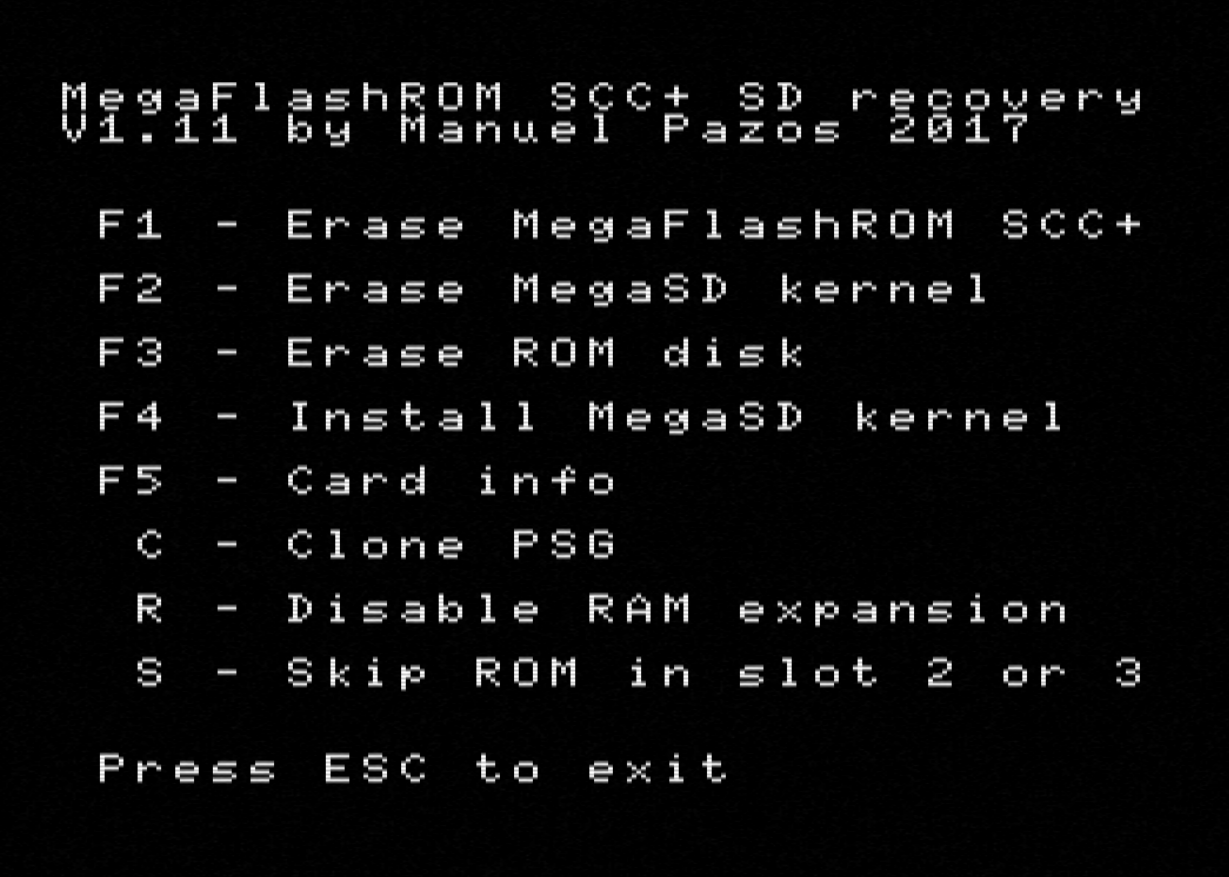 MegaFlashROM SCC+ SD recovery
V1.11 by Manuel Pazos 2017
F1 - Erase MegaFlashROM SCC+
F2 - Erase MegaSD kernel
F3 - Erase ROM disk
F4 - Install MegaSD kernel
F5 - Card info
C - Clone PSG
R - Disable RAM expansion
S - Skip ROM in slot 2 or 3
Press ESC to exit